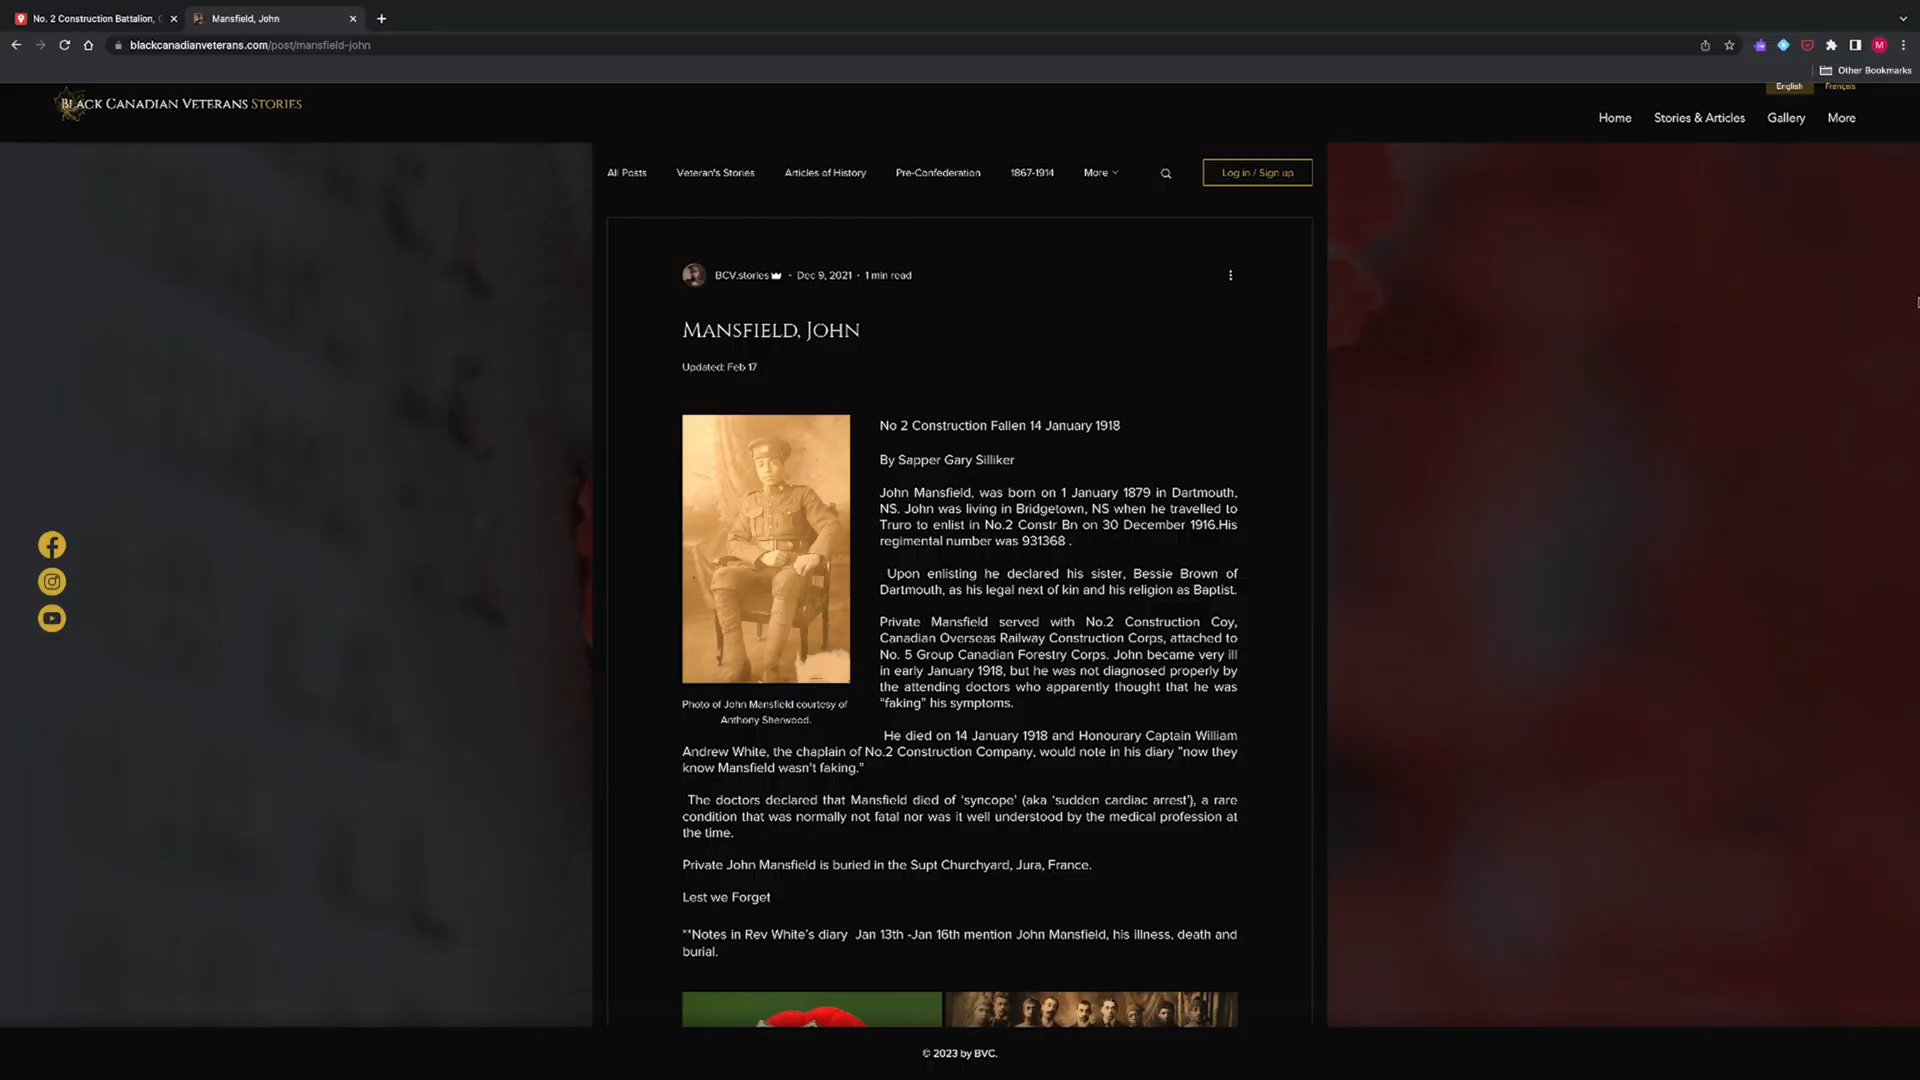 No. 2 Construction Battalion,
Mansfield, John
blackcanadianveterans.com/post/mansfield-john
M
Other Bookmarks
BLACK CANADIAN VETERANS STORIES
English
Français
Home
Stories & Articles
Gallery
More
All Posts
Veteran's Stories
Articles of History
Pre-Confederation
1867-1914
More
Log in / Sign up
BCV.stories · Dec 9, 2021 · 1 min read
MANSFIELD, JOHN
Updated: Feb 17
No 2 Construction Fallen 14 January 1918
By Sapper Gary Silliker
John Mansfield, was born on 1 January 1879 in Dartmouth,
NS. John was living in Bridgetown, NS when he travelled to
Truro to enlist in No.2 Constr Bn on 30 December 1916.His
regimental number was 931368 .
Upon enlisting he declared his sister, Bessie Brown of
Dartmouth, as his legal next of kin and his religion as Baptist.
Private Mansfield served with No.2 Construction Coy,
Canadian Overseas Railway Construction Corps, attached to
No. 5 Group Canadian Forestry Corps. John became very ill
in early January 1918, but he was not diagnosed properly by
the attending doctors who apparently thought that he was
"faking" his symptoms.
Photo of John Mansfield courtesy of
Anthony Sherwood.
He died on 14 January 1918 and Honourary Captain William
Andrew White, the chaplain of No.2 Construction Company, would note in his diary "now they
know Mansfield wasn't faking."
The doctors declared that Mansfield died of 'syncope' (aka 'sudden cardiac arrest'), a rare
condition that was normally not fatal nor was it well understood by the medical profession at
the time.
Private John Mansfield is buried in the Supt Churchyard, Jura, France.
Lest we Forget
**Notes in Rev White's diary Jan 13th -Jan 16th mention John Mansfield, his illness, death and
burial.
© 2023 by BVC.